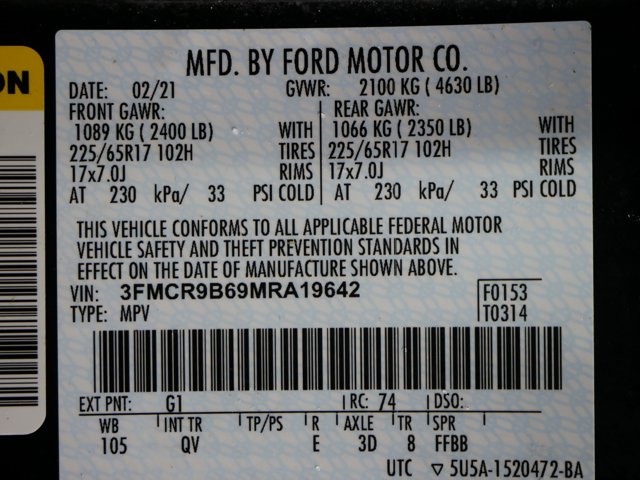 ON
MFD. BY FORD MOTOR CO.
DATE: 02/21 GVWR: 2100 KG ( 4630 LB)
FRONT GAWR: REAR GAWR:
1089 KG ( 2400 LB) WITH 1066 KG ( 2350 LB) WITH
225/65R17 102H TIRES 225/65R17 102H TIRES
17x7.0J RIMS 17x7.0J RIMS
AT 230 kPa/ 33 PSI COLD AT 230 kPa/ 33 PSI COLD
THIS VEHICLE CONFORMS TO ALL APPLICABLE FEDERAL MOTOR
VEHICLE SAFETY AND THEFT PREVENTION STANDARDS IN
EFFECT ON THE DATE OF MANUFACTURE SHOWN ABOVE.
VIN: 3FMCR9B69MRA19642 F0153
TYPE: MPV T0314
EXT PNT: G1 RC: 74 DSO:
WB INT TR TP/PS R AXLE TR SPR
105 QV E 3D 8 FFBB
UTC ▽ 5U5A-1520472-BA